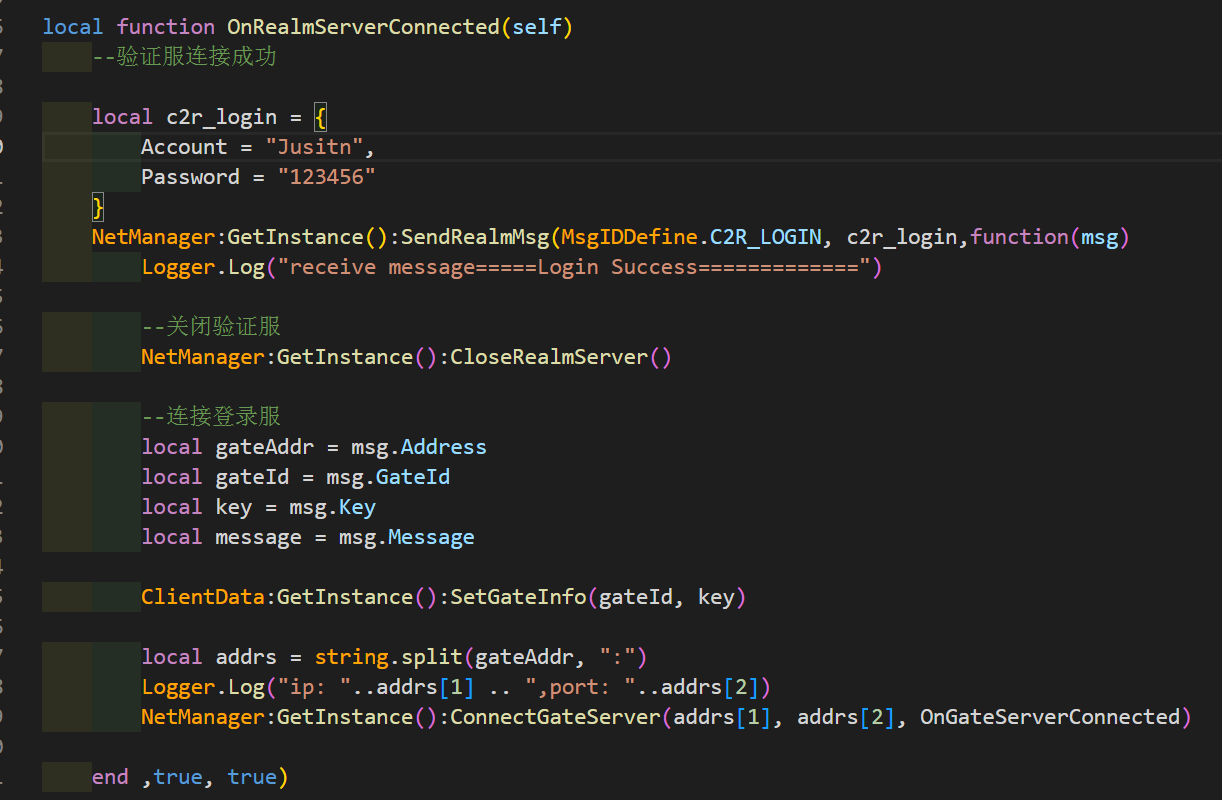 local function OnRealmServerConnected(self)
--验证服连接成功
local c2r_login = {
Account = "Jusitn",
Password = "123456"
}
NetManager:GetInstance():SendRealmMsg(MsgIDDefine.C2R_LOGIN, c2r_login,function(msg)
Logger.Log("receive message=====Login Success=============")
--关闭验证服
NetManager:GetInstance():CloseRealmServer()
--连接登录服
local gateAddr = msg.Address
local gateId = msg.GateId
local key = msg.Key
local message = msg.Message
ClientData:GetInstance():SetGateInfo(gateId, key)
local addrs = string.split(gateAddr, ":")
Logger.Log("ip: "..addrs[1] .. ",port: "..addrs[2])
NetManager:GetInstance():ConnectGateServer(addrs[1], addrs[2], OnGateServerConnected)
end ,true, true)